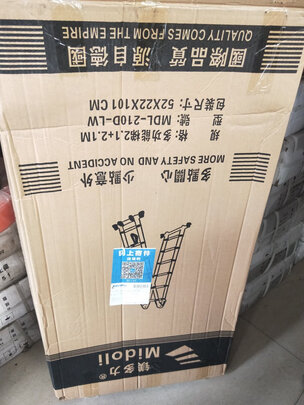 镁多力®
Midoli
多點關心 少點意外
MORE SAFETY AND NO ACCIDENT
規 格: 多功能梯2.1+2.1M
型 號: MDL-210D-LW
包装尺寸: 52X22X101 CM
國際品質 源自德國
QUALITY COMES FROM THE EMPIRE